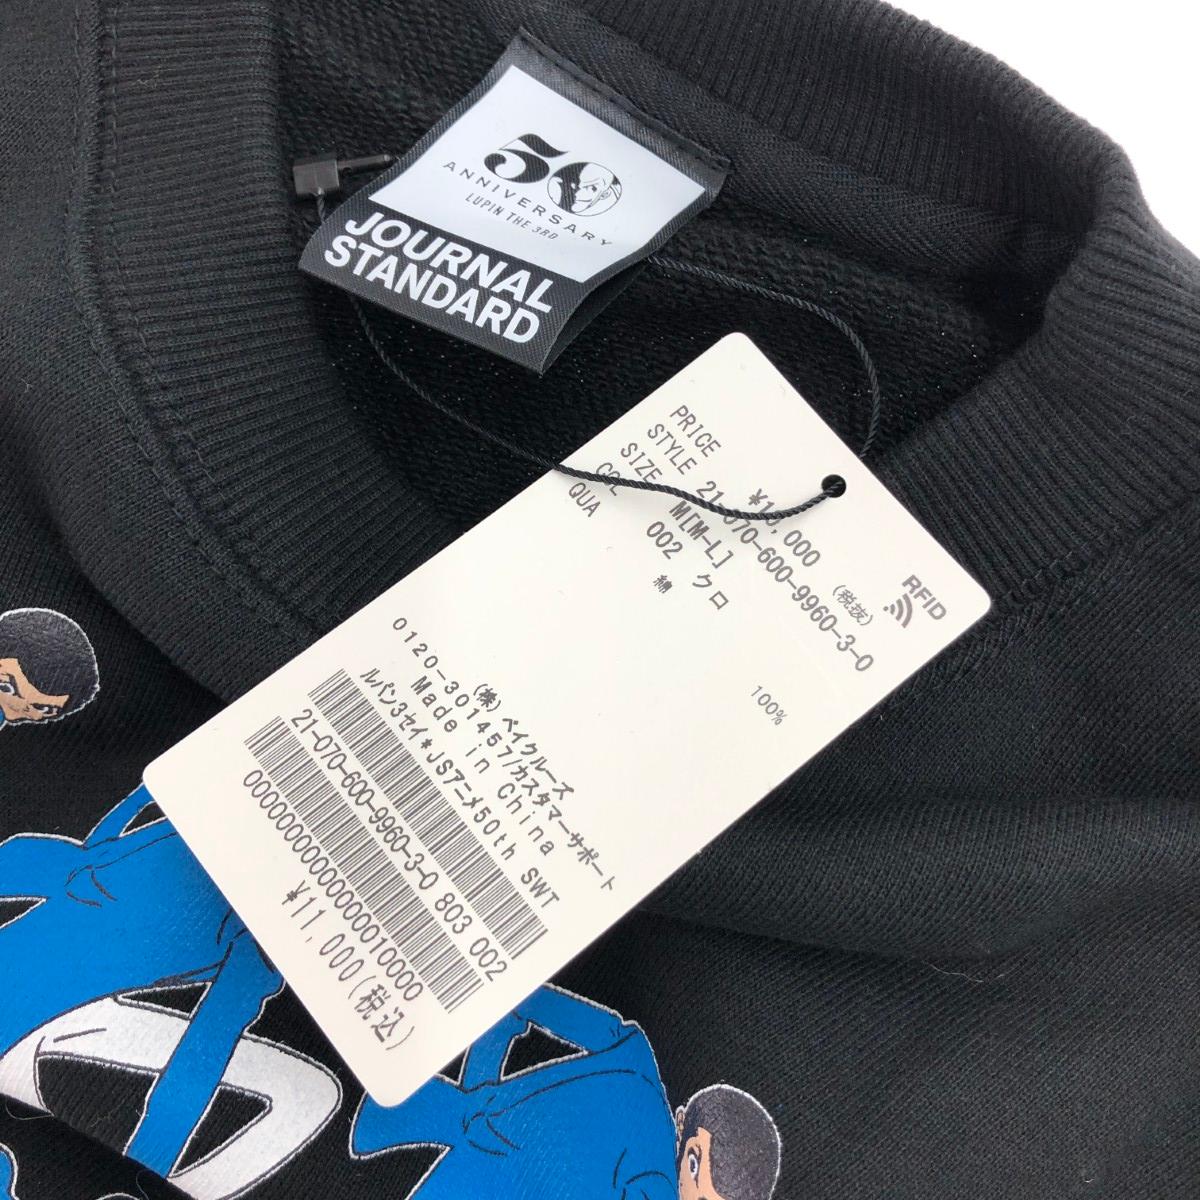 50
ANNIVERSARY
LUPIN THE 3RD
JOURNAL
STANDARD
RFID
PRICE ¥10,000 (税抜)
STYLE 21-070-600-9960-3-0
SIZE M[M-L]
COL 002 クロ
QUA 綿 100%
(株)ベイクルーズ
0120-301457/カスタマーサポート
Made in China
ルパン3セイ*JSアニメ50th SWT
21-070-600-9960-3-0 803 002
¥11,000(税込)